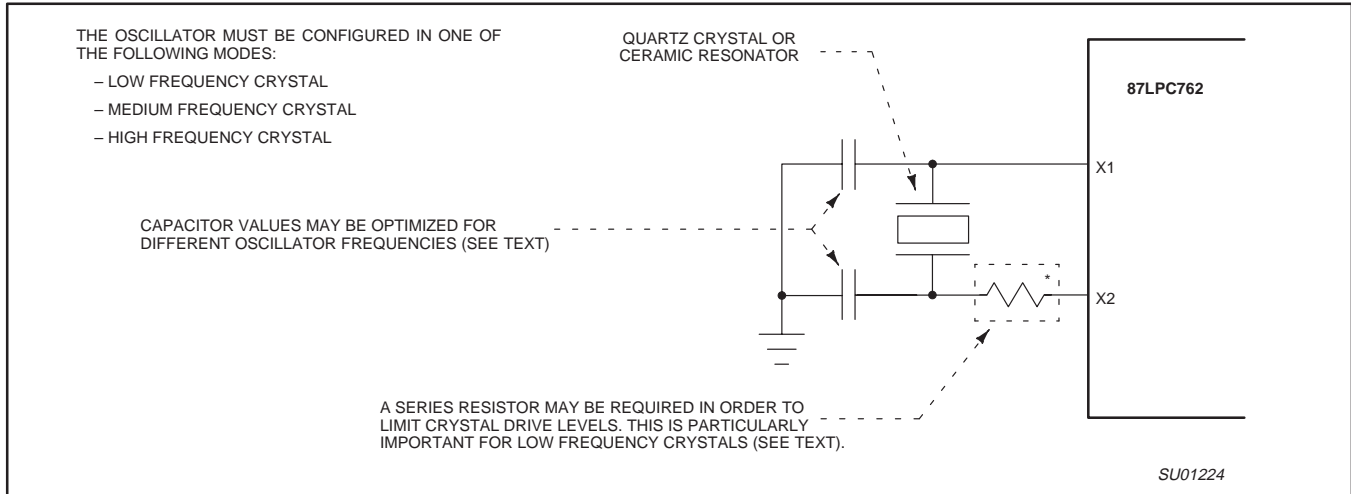 THE OSCILLATOR MUST BE CONFIGURED IN ONE OF
THE FOLLOWING MODES:
– LOW FREQUENCY CRYSTAL
– MEDIUM FREQUENCY CRYSTAL
– HIGH FREQUENCY CRYSTAL
QUARTZ CRYSTAL OR
CERAMIC RESONATOR
87LPC762
X1
CAPACITOR VALUES MAY BE OPTIMIZED FOR
DIFFERENT OSCILLATOR FREQUENCIES (SEE TEXT)
*
X2
A SERIES RESISTOR MAY BE REQUIRED IN ORDER TO
LIMIT CRYSTAL DRIVE LEVELS. THIS IS PARTICULARLY
IMPORTANT FOR LOW FREQUENCY CRYSTALS (SEE TEXT).
SU01224